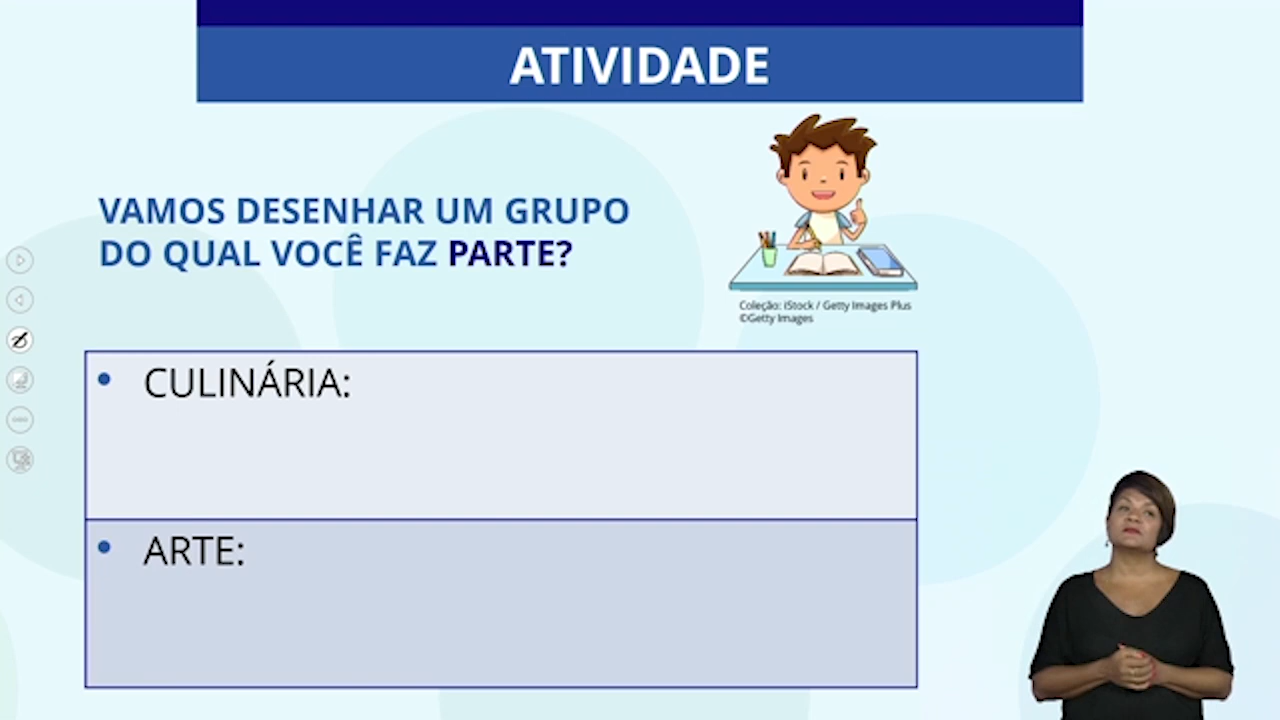 ATIVIDADE
VAMOS DESENHAR UM GRUPO
DO QUAL VOCÊ FAZ PARTE?
Coleção: iStock / Getty Images Plus
©Getty Images
• CULINÁRIA:
• ARTE: